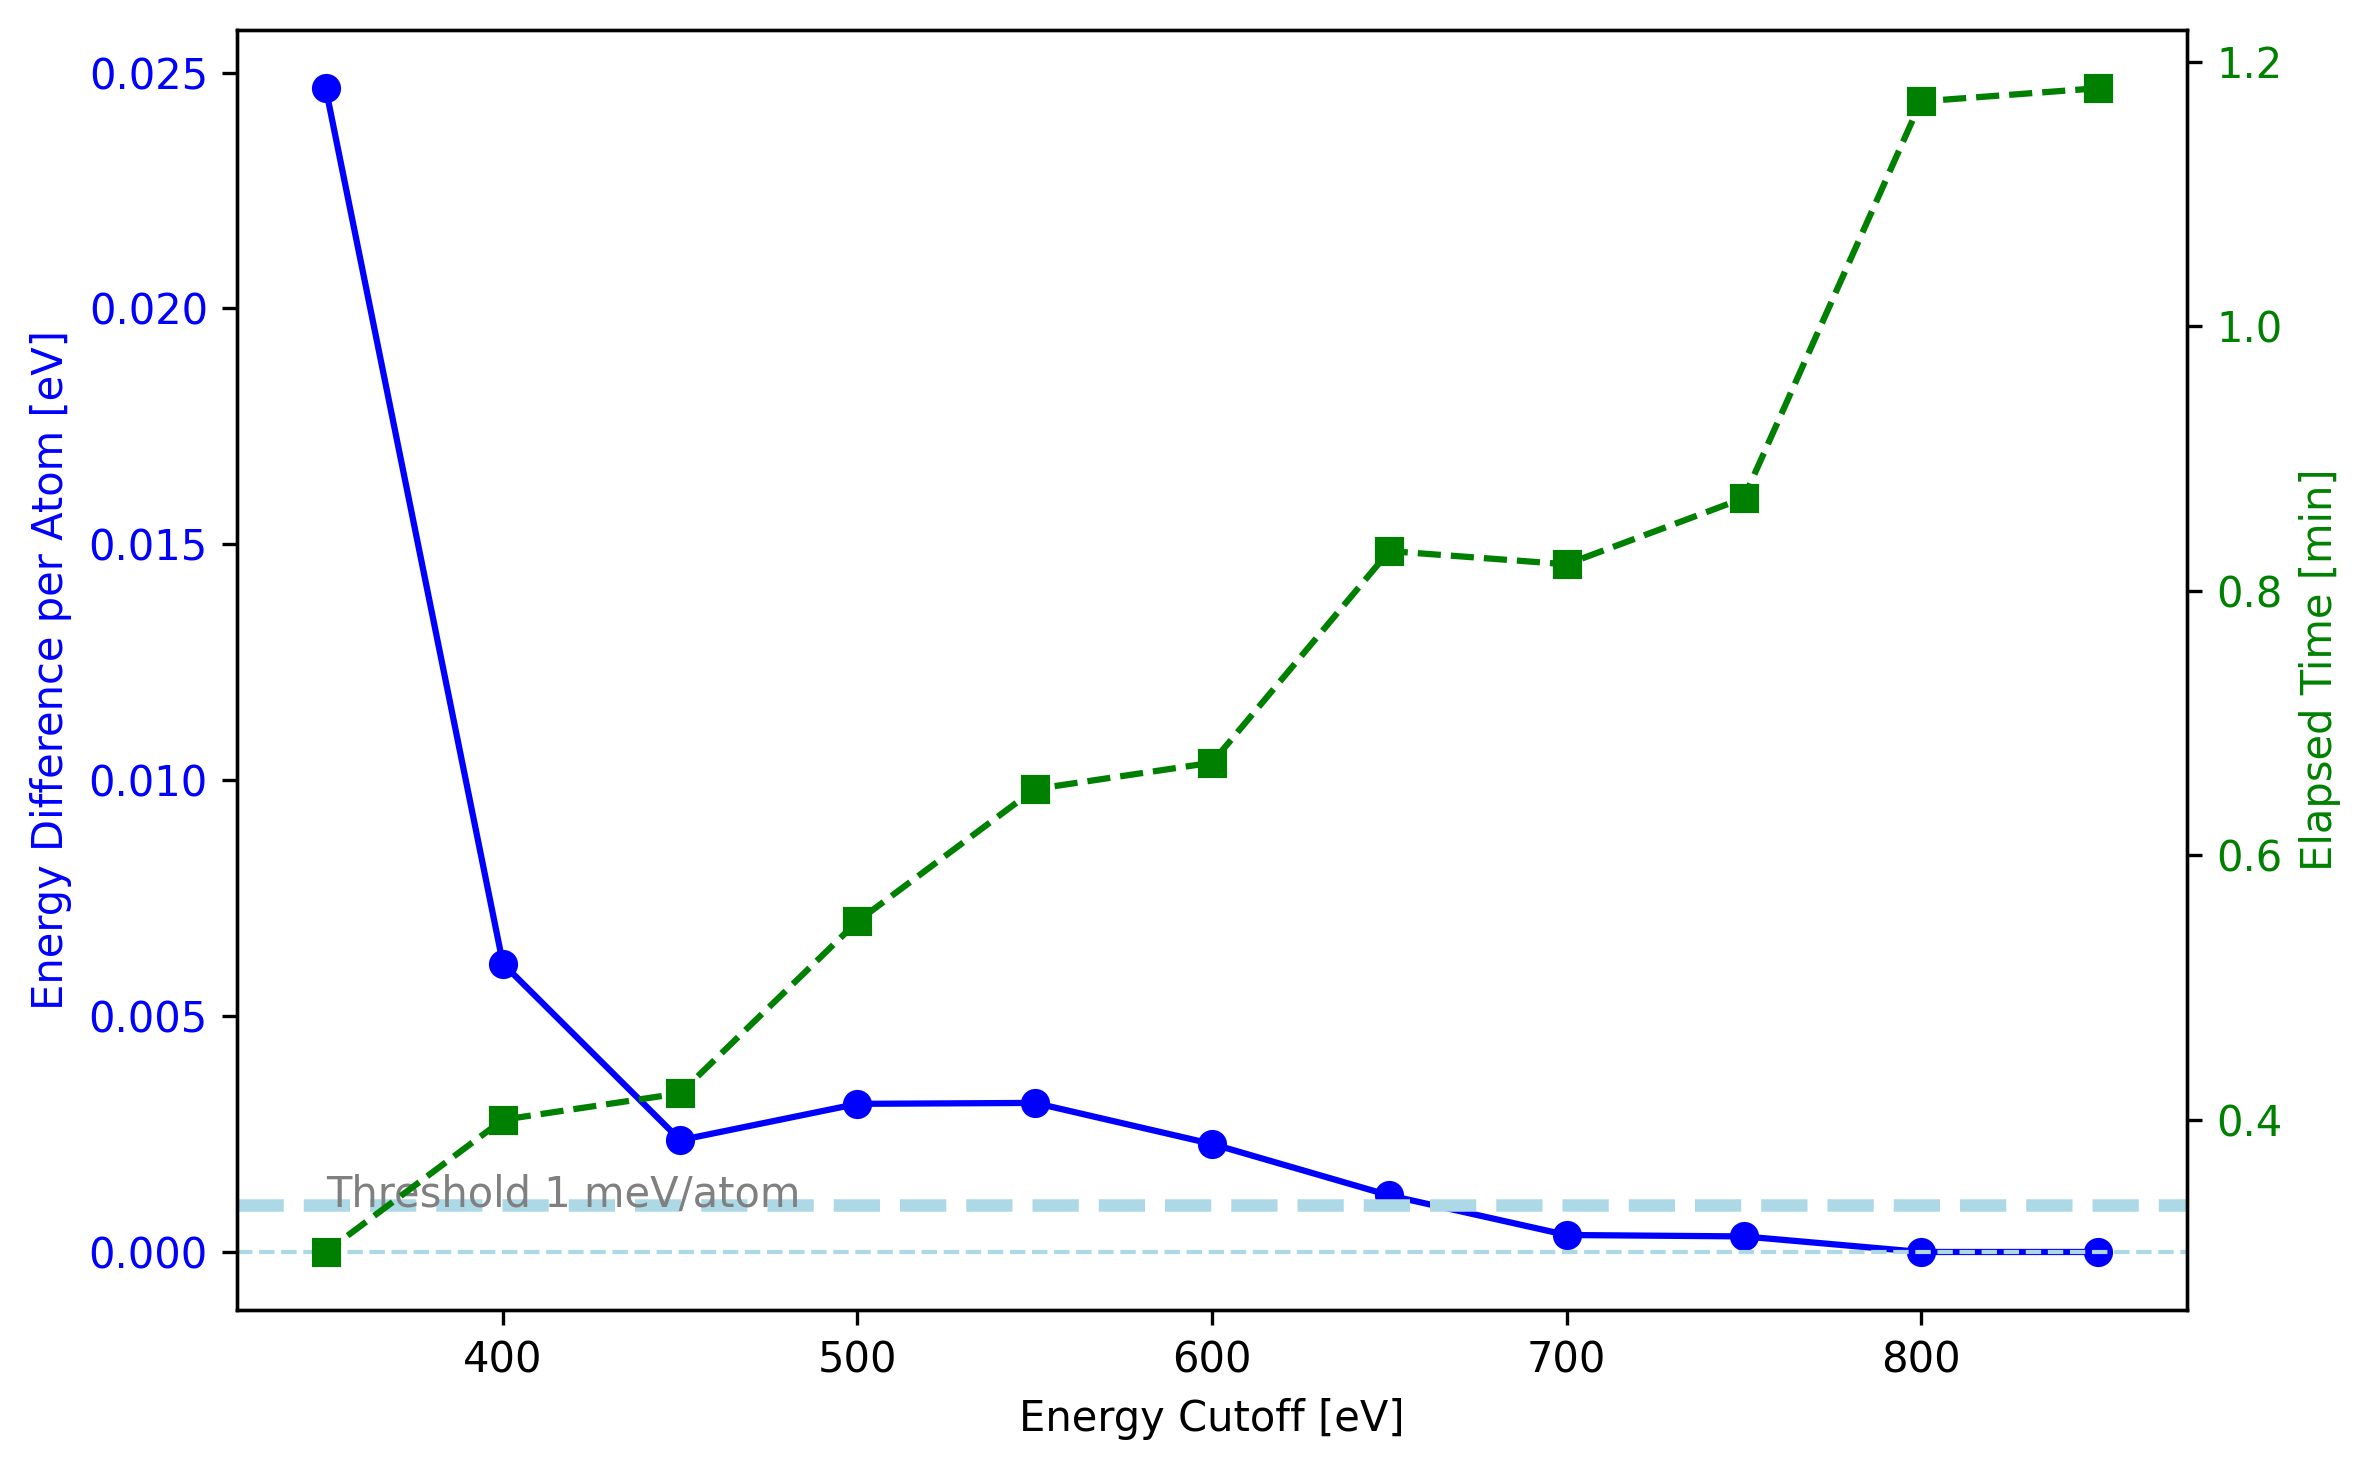 0.025
0.020
0.015
0.010
0.005
0.000
Energy Difference per Atom [eV]
Threshold 1 meV/atom
1.2
1.0
0.8
0.6
0.4
Elapsed Time [min]
400 500 600 700 800
Energy Cutoff [eV]